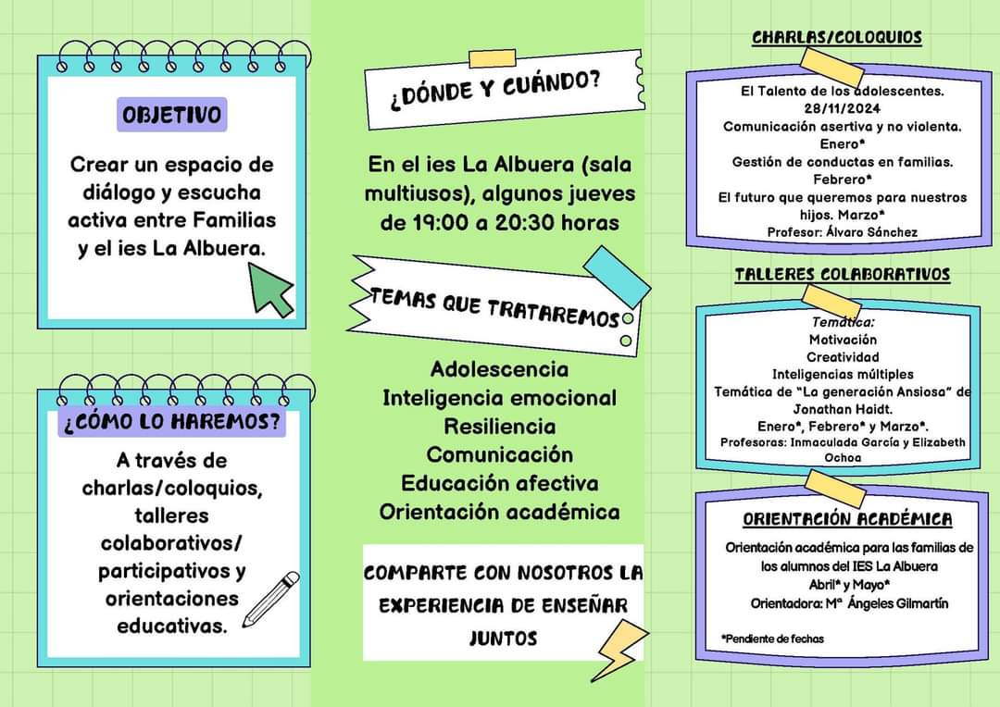 OBJETIVO
Crear un espacio de
diálogo y escucha
activa entre Familias
y el ies La Albuera.
¿CÓMO LO HAREMOS?
A través de
charlas/coloquios,
talleres
colaborativos/
participativos y
orientaciones
educativas.
¿DÓNDE Y CUÁNDO?
En el ies La Albuera (sala
multiusos), algunos jueves
de 19:00 a 20:30 horas
TEMAS QUE TRATAREMOS
Adolescencia
Inteligencia emocional
Resiliencia
Comunicación
Educación afectiva
Orientación académica
COMPARTE CON NOSOTROS LA
EXPERIENCIA DE ENSEÑAR
JUNTOS
CHARLAS/COLOQUIOS
El Talento de los adolescentes.
28/11/2024
Comunicación asertiva y no violenta.
Enero*
Gestión de conductas en familias.
Febrero*
El futuro que queremos para nuestros
hijos. Marzo*
Profesor: Álvaro Sánchez
TALLERES COLABORATIVOS
Temática:
Motivación
Creatividad
Inteligencias múltiples
Temática de “La generación Ansiosa” de
Jonathan Haidt.
Enero*, Febrero* y Marzo*.
Profesoras: Inmaculada García y Elizabeth
Ochoa
ORIENTACIÓN ACADÉMICA
Orientación académica para las familias de
los alumnos del IES La Albuera
Abril* y Mayo*
Orientadora: Mª Ángeles Gilmartín
*Pendiente de fechas